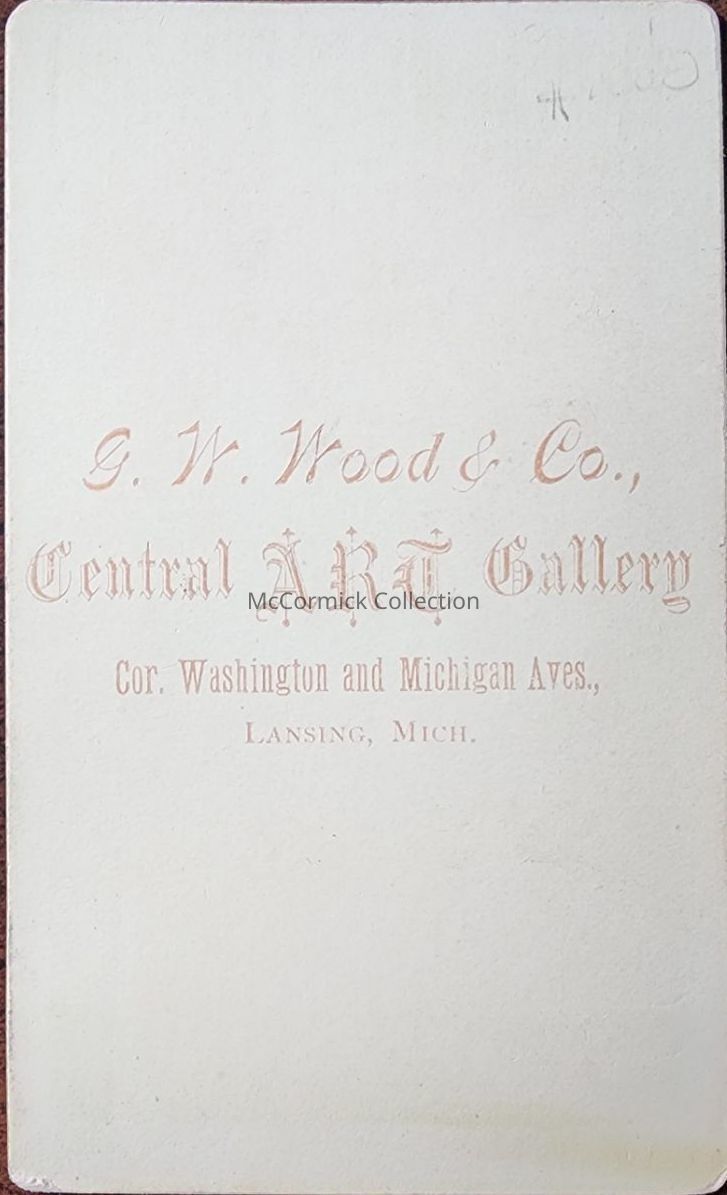 G. W. Wood & Co.,
Central ART Gallery
McCormick Collection
Cor. Washington and Michigan Aves.,
Lansing, Mich.